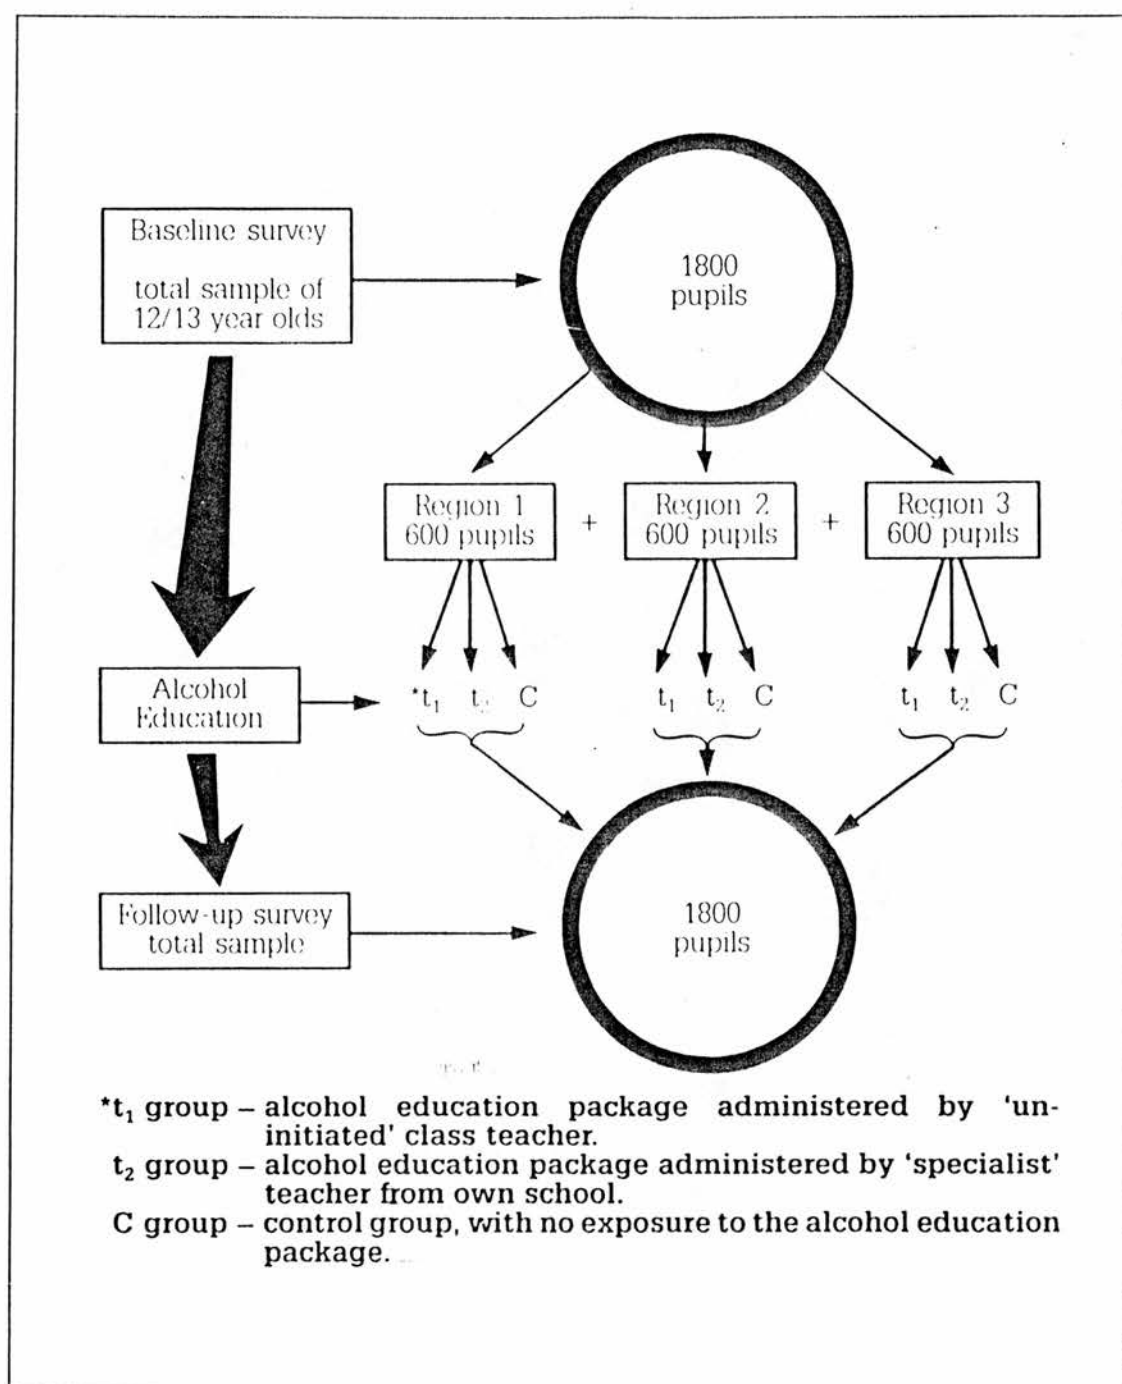 Baseline survey
total sample of
12/13 year olds
1800
pupils
Region 1
600 pupils
+
Region 2
600 pupils
+
Region 3
600 pupils
Alcohol
Education
*t₁ t₂ C
t₁ t₂ C
t₁ t₂ C
Follow-up survey
total sample
1800
pupils
*t₁ group – alcohol education package administered by ‘un-
initiated’ class teacher.
t₂ group – alcohol education package administered by ‘specialist’
teacher from own school.
C group – control group, with no exposure to the alcohol education
package.